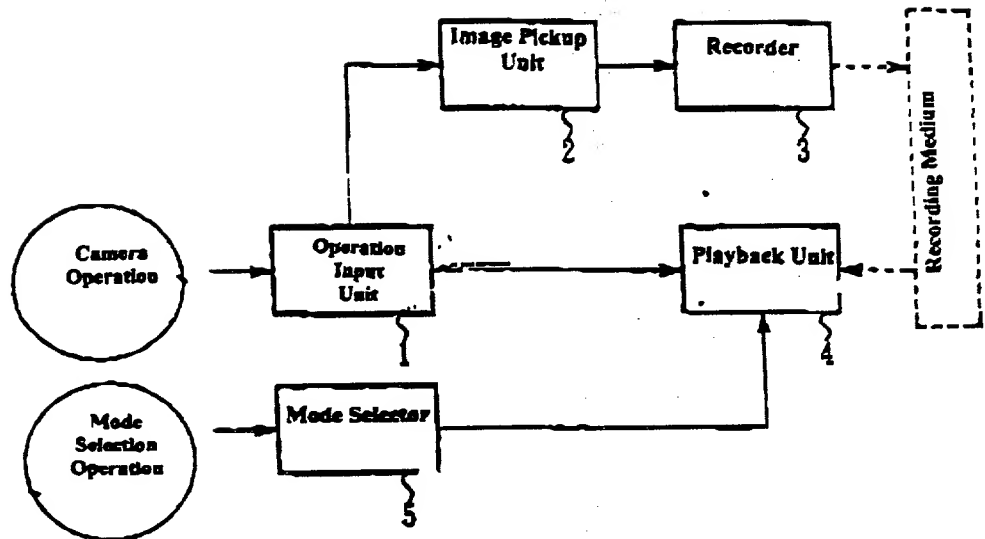 Image Pickup
Unit
2
Recorder
3
Recording Medium
Camera
Operation
Operation
Input
Unit
1
Playback Unit
4
Mode
Selection
Operation
Mode Selector
5